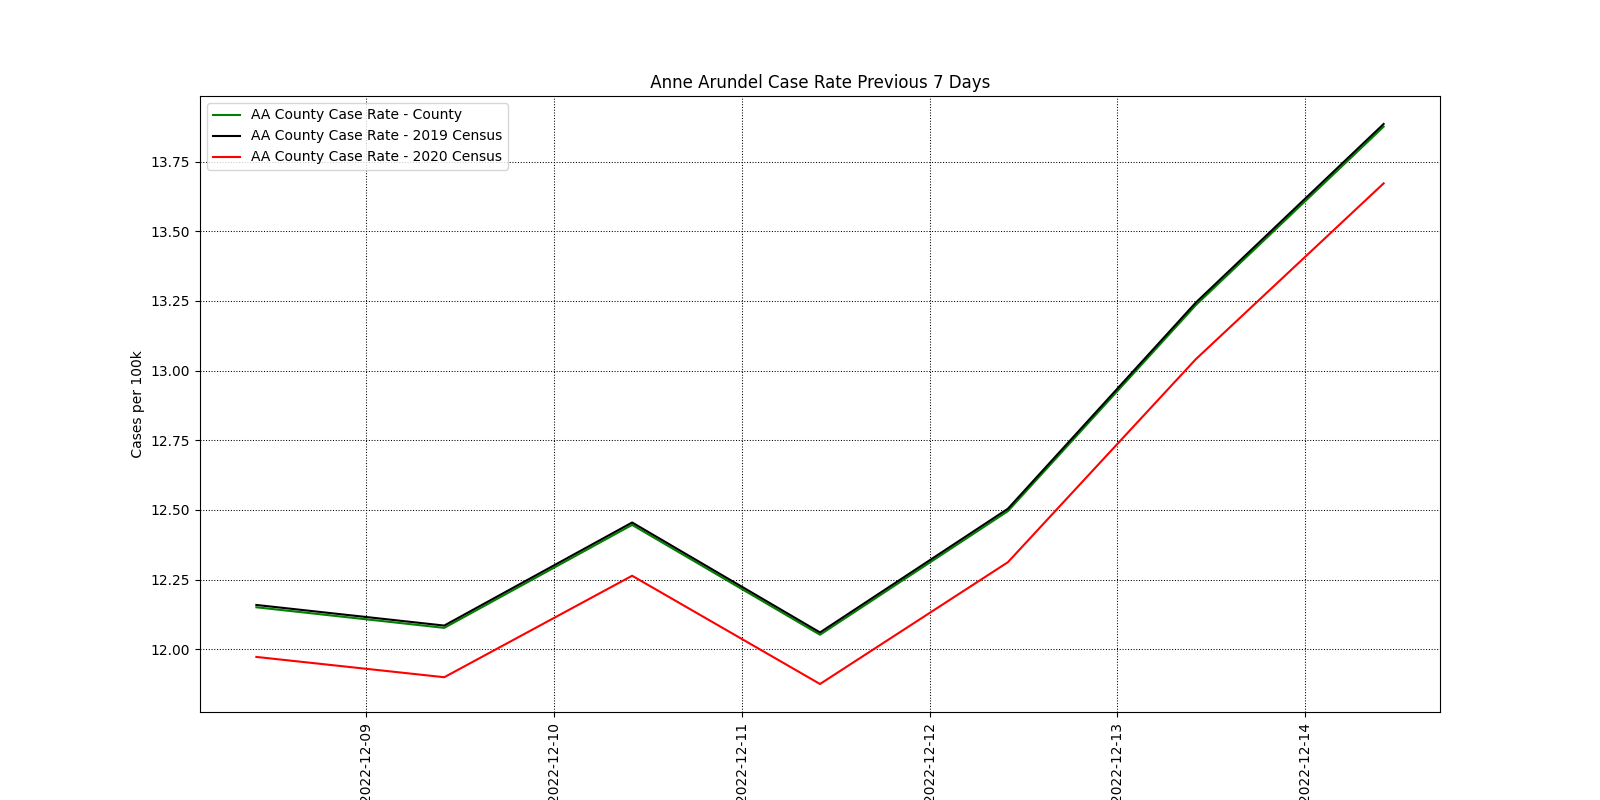 Anne Arundel Case Rate Previous 7 Days
AA County Case Rate - County
AA County Case Rate - 2019 Census
AA County Case Rate - 2020 Census
Cases per 100k
13.75
13.50
13.25
13.00
12.75
12.50
12.25
12.00
2022-12-09
2022-12-10
2022-12-11
2022-12-12
2022-12-13
2022-12-14